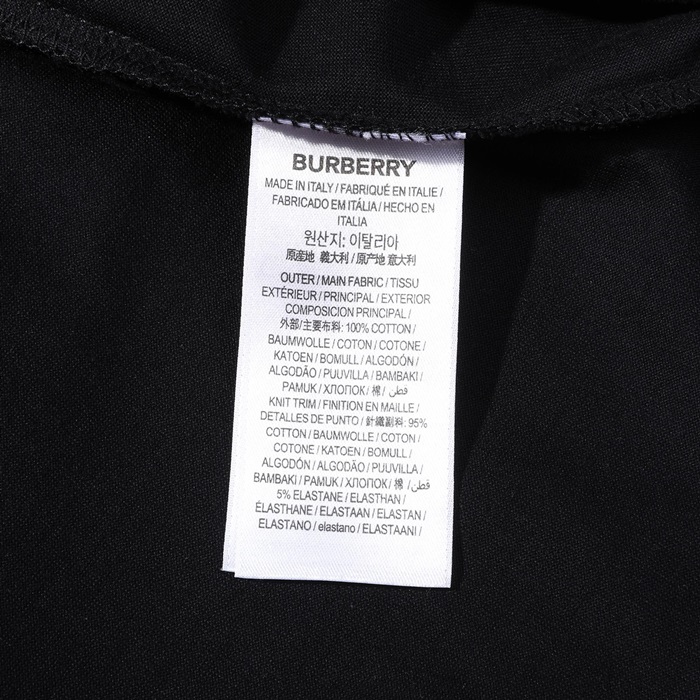 BURBERRY
MADE IN ITALY / FABRIQUÉ EN ITALIE /
FABRICADO EM ITÁLIA / HECHO EN
ITALIA
원산지: 이탈리아
原産地 義大利 / 原产地 意大利
OUTER / MAIN FABRIC / TISSU
EXTÉRIEUR / PRINCIPAL / EXTERIOR
COMPOSICION PRINCIPAL /
外部/主要布料: 100% COTTON /
BAUMWOLLE / COTON / COTONE /
KATOEN / BOMULL / ALGODÓN /
ALGODÃO / PUUVILLA / BAMBAKI /
PAMUK / ХЛОПОК / 棉 / قطن
KNIT TRIM / FINITION EN MAILLE /
DETALLES DE PUNTO / 針織副料: 95%
COTTON / BAUMWOLLE / COTON /
COTONE / KATOEN / BOMULL /
ALGODÓN / ALGODÃO / PUUVILLA /
BAMBAKI / PAMUK / ХЛОПОК / 棉 / قطن
5% ELASTANE / ELASTHAN /
ÉLASTHANE / ELASTAAN / ELASTAN /
ELASTANO / elastano / ELASTAANI /